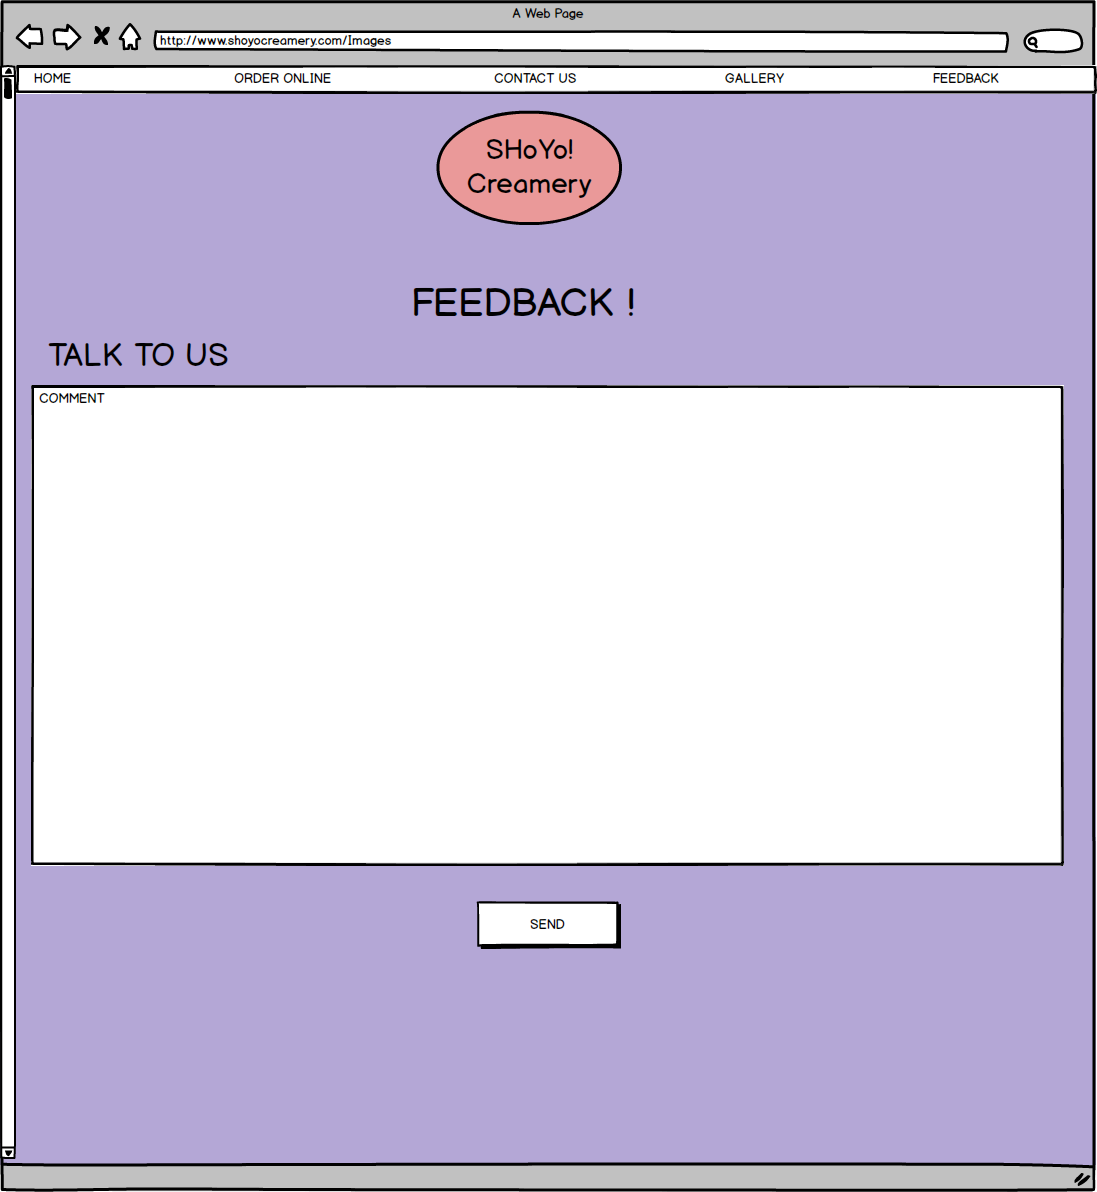 A Web Page
http://www.shoyocreamery.com/Images
HOME ORDER ONLINE CONTACT US GALLERY FEEDBACK
SHoYo!
Creamery
FEEDBACK !
TALK TO US
COMMENT
SEND